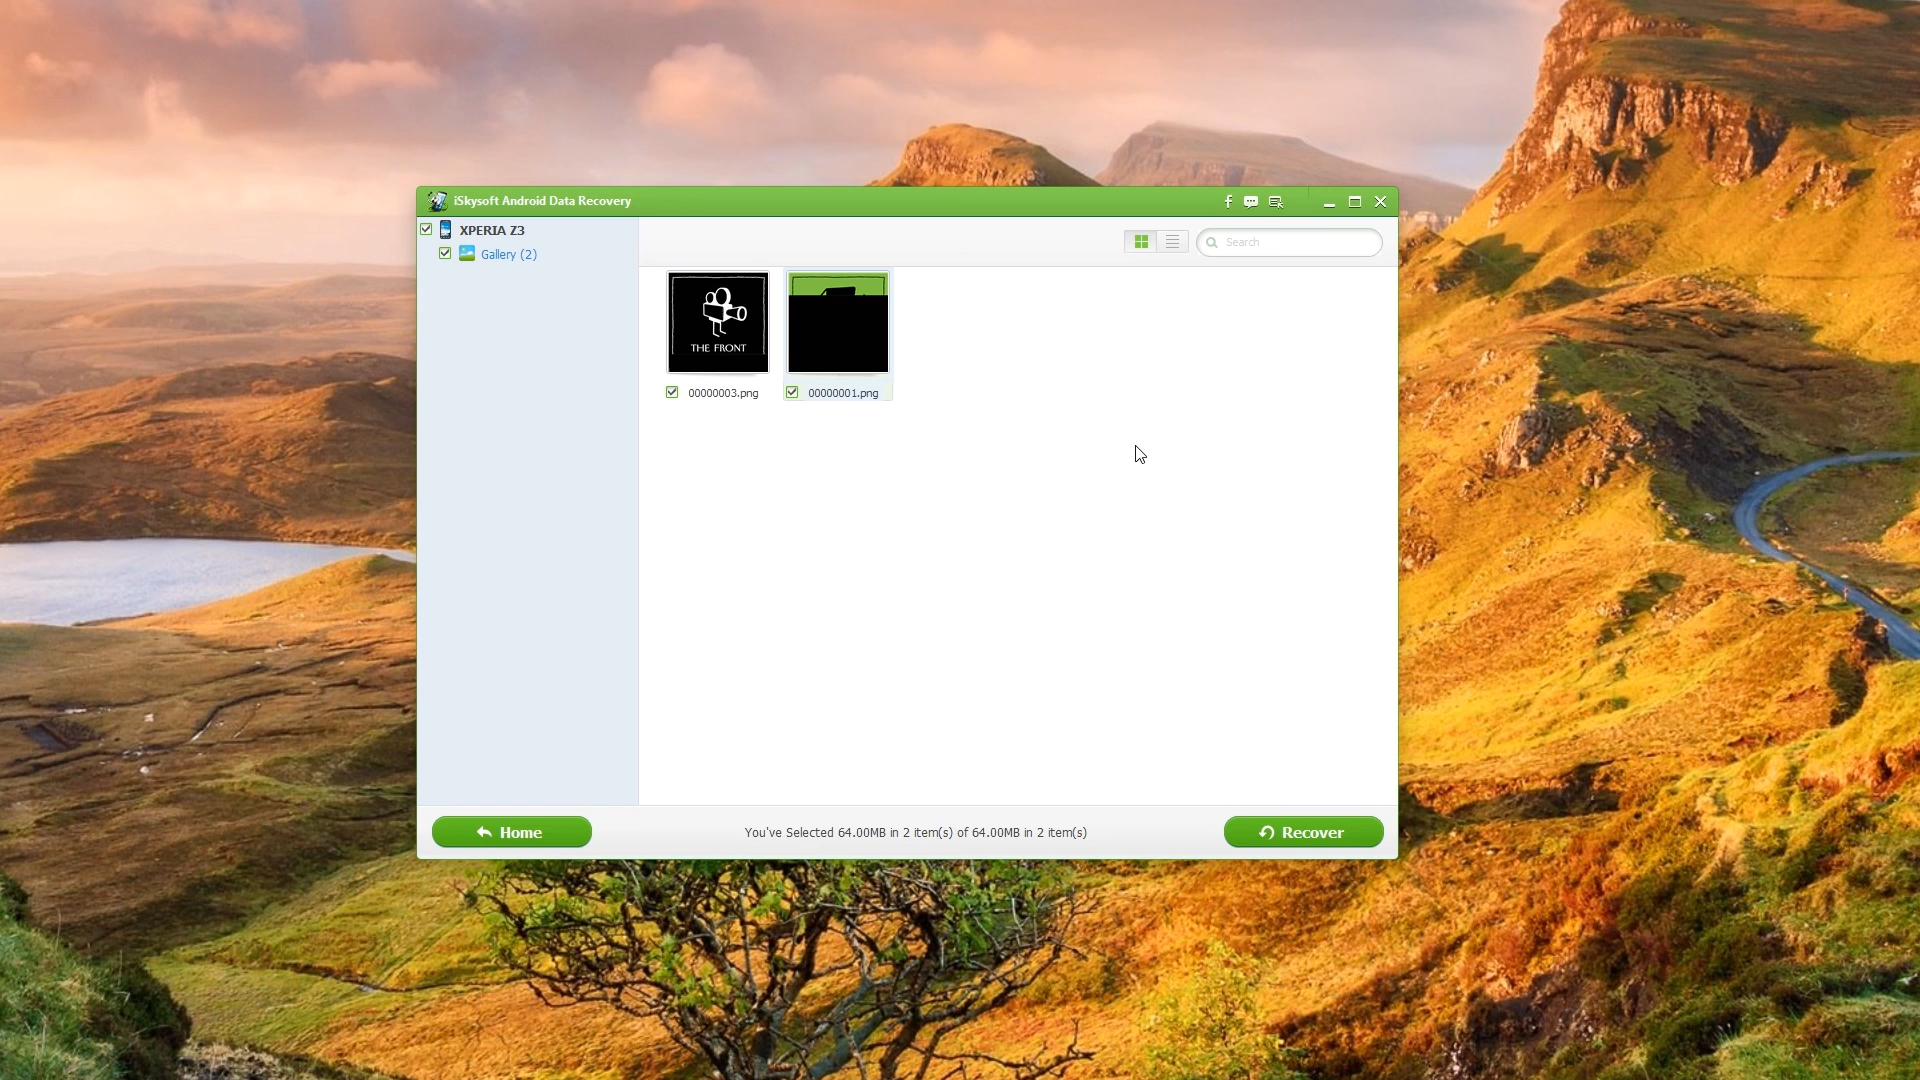 iSkysoft Android Data Recovery
XPERIA Z3
Gallery (2)
Search
THE FRONT
00000003.png
00000001.png
Home
You've Selected 64.00MB in 2 item(s) of 64.00MB in 2 item(s)
Recover